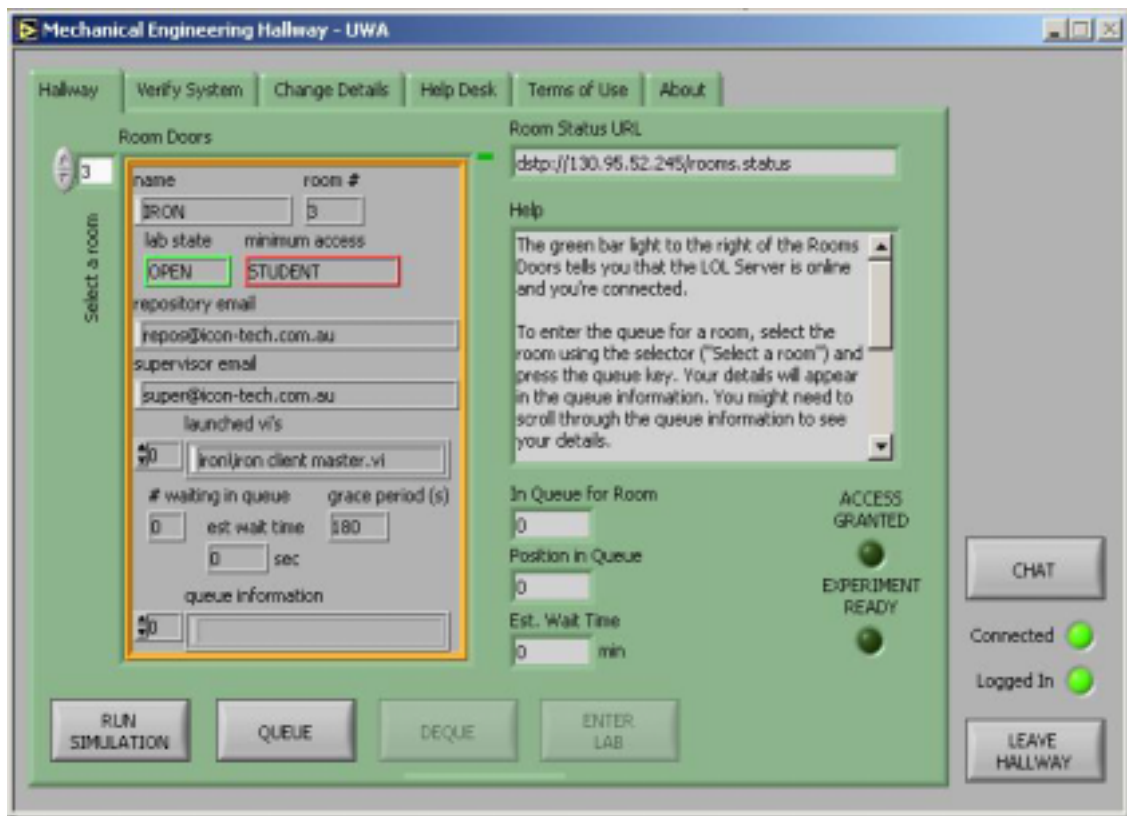 Mechanical Engineering Hallway - UWA
Hallway
Verify System
Change Details
Help Desk
Terms of Use
About
Select a room
3
Room Doors
name
room #
IRON
3
lab state
minimum access
OPEN
STUDENT
repository email
repos@icon-tech.com.au
supervisor email
super@icon-tech.com.au
launched vi's
0
iron\iron client master.vi
# waiting in queue
grace period (s)
0
est wait time
180
0
sec
queue information
0
Room Status URL
dstp://130.95.52.245/rooms.status
Help
The green bar light to the right of the Rooms
Doors tells you that the LOL Server is online
and you're connected.
To enter the queue for a room, select the
room using the selector ("Select a room") and
press the queue key. Your details will appear
in the queue information. You might need to
scroll through the queue information to see
your details.
In Queue for Room
0
Position in Queue
0
Est. Wait Time
0
min
ACCESS
GRANTED
EXPERIMENT
READY
CHAT
Connected
Logged In
LEAVE
HALLWAY
RUN
SIMULATION
QUEUE
DEQUE
ENTER
LAB